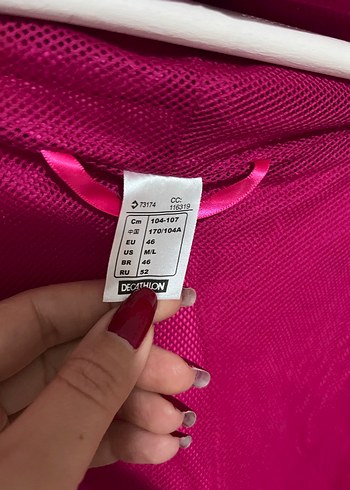 73174 CC:
116319
Cm 104-107
中国 170/104A
EU 46
US M/L
BR 46
RU 52
DECATHLON